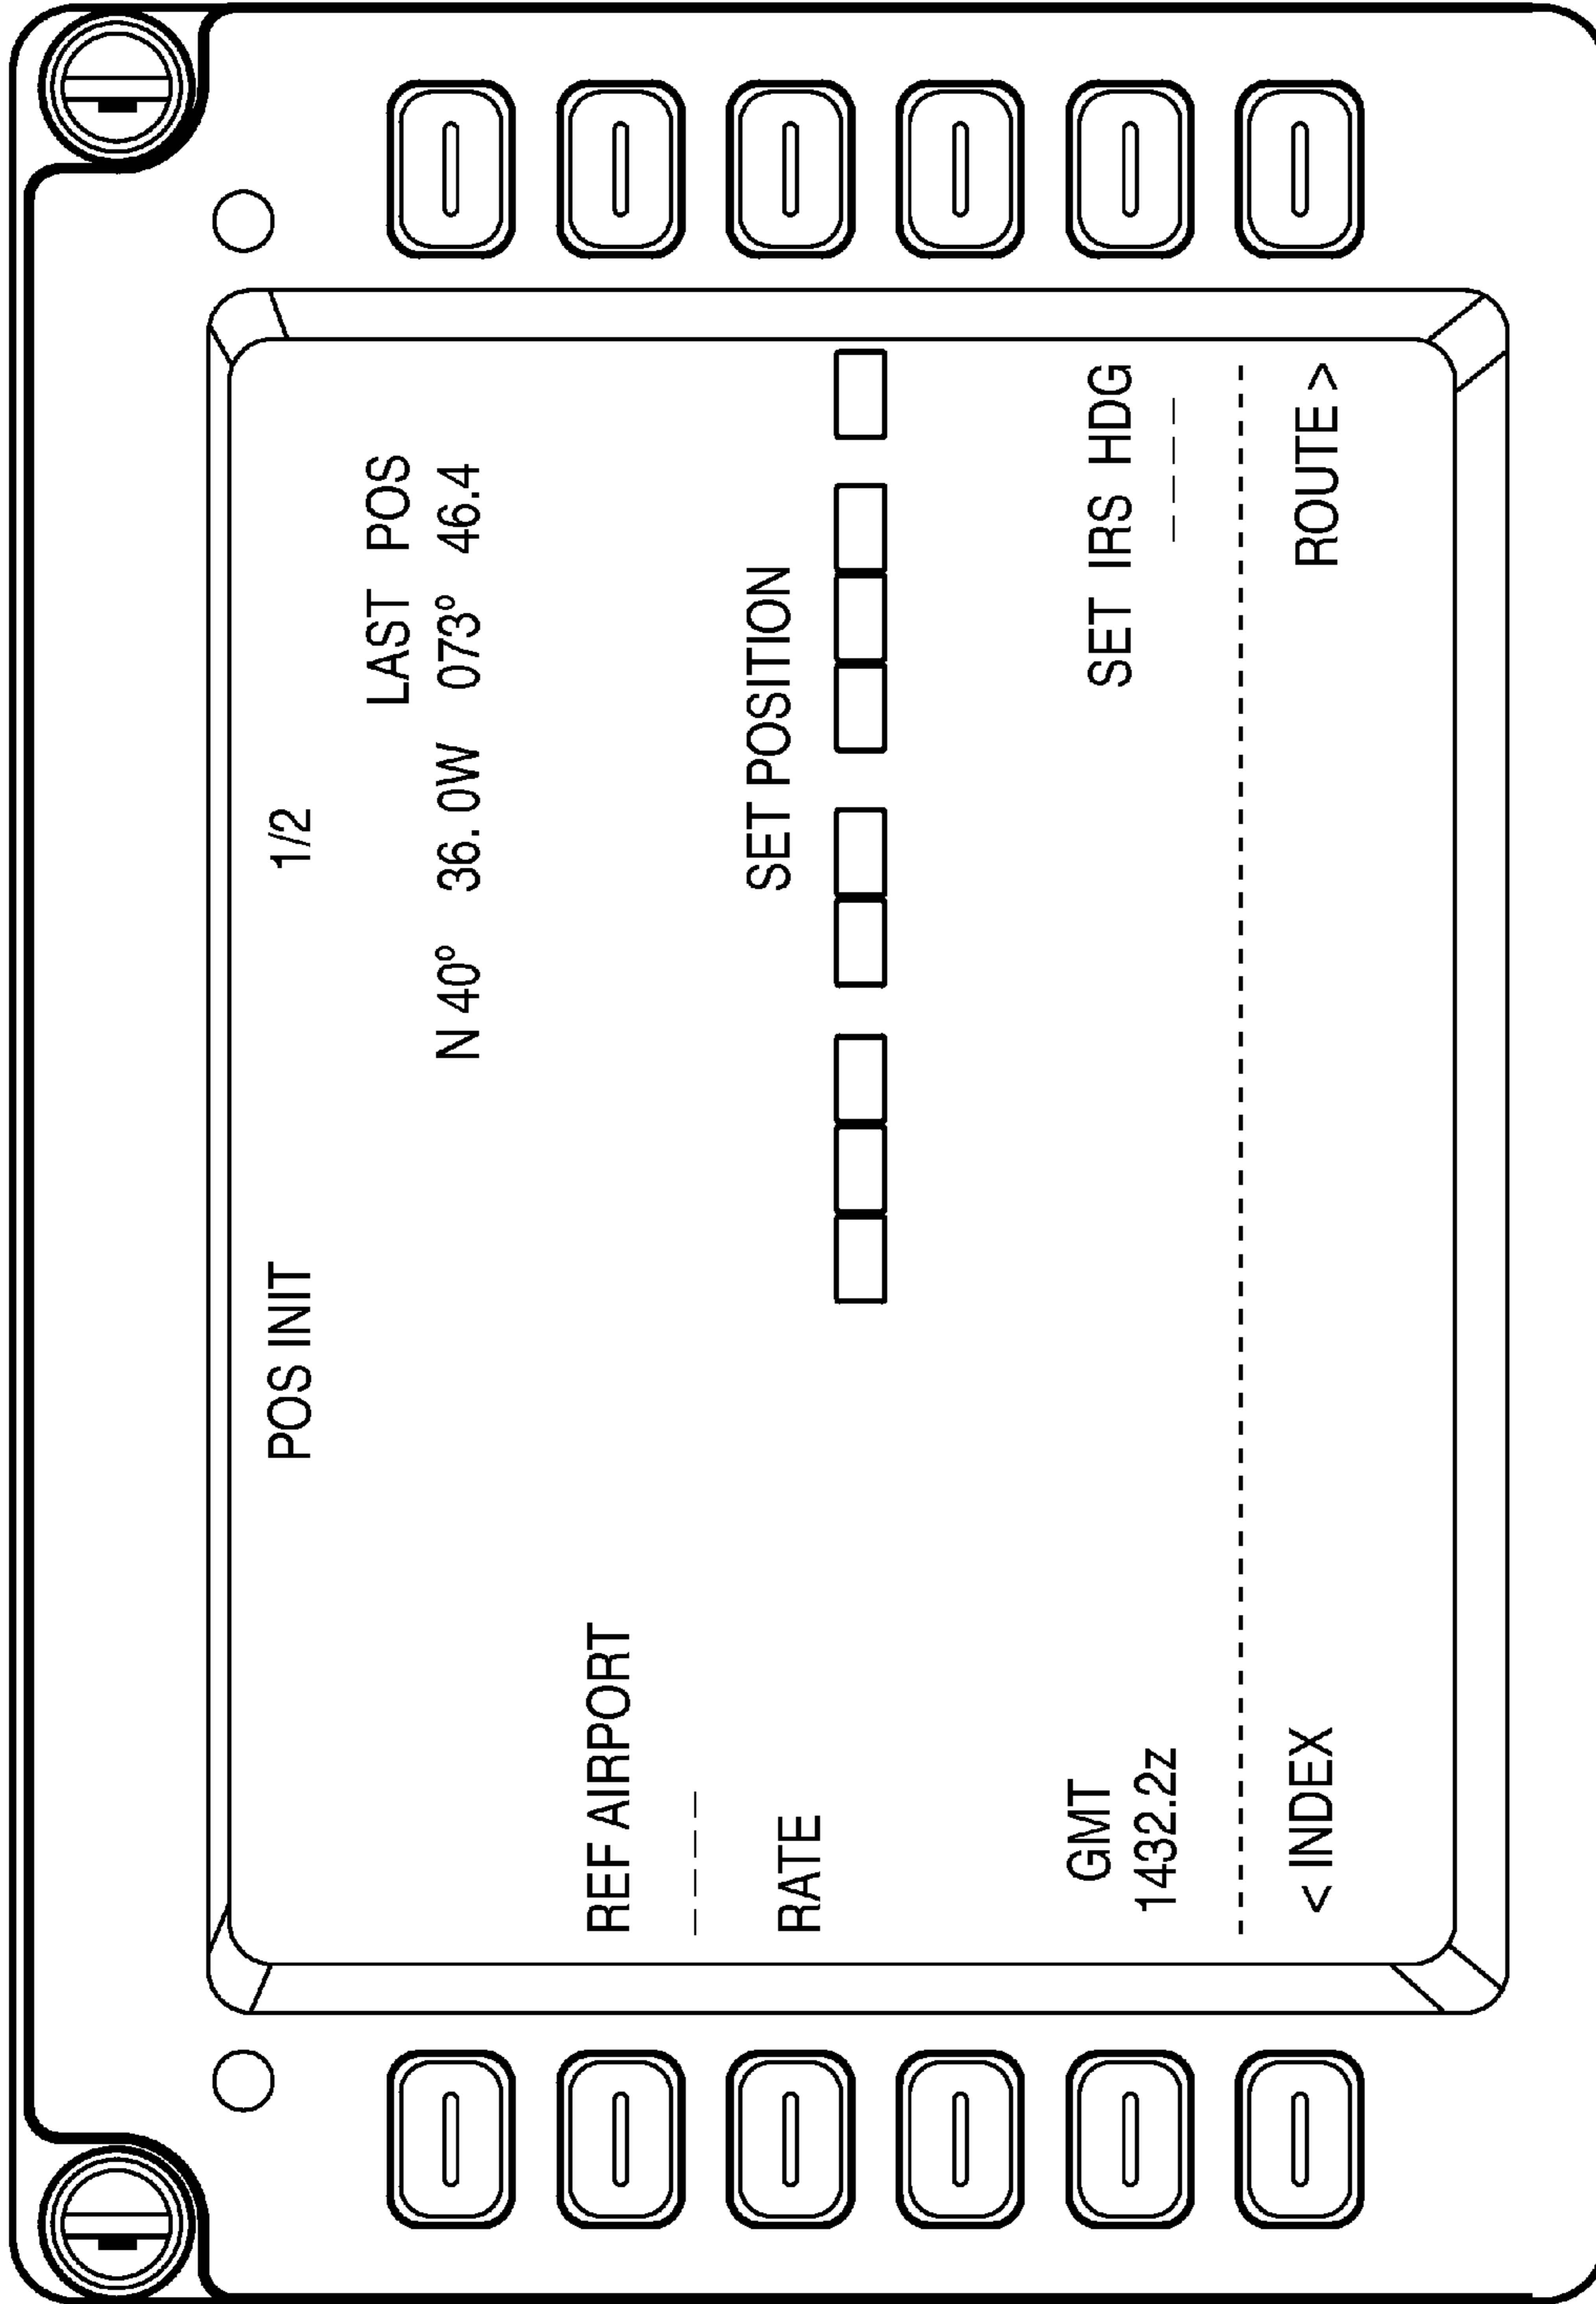 POS INIT 1/2
LAST POS
N 40° 36.0W 073° 46.4
REF AIRPORT
_ _ _ _
RATE SET POSITION
GMT SET IRS HDG
1432.2z _ _ _ _
< INDEX ROUTE >